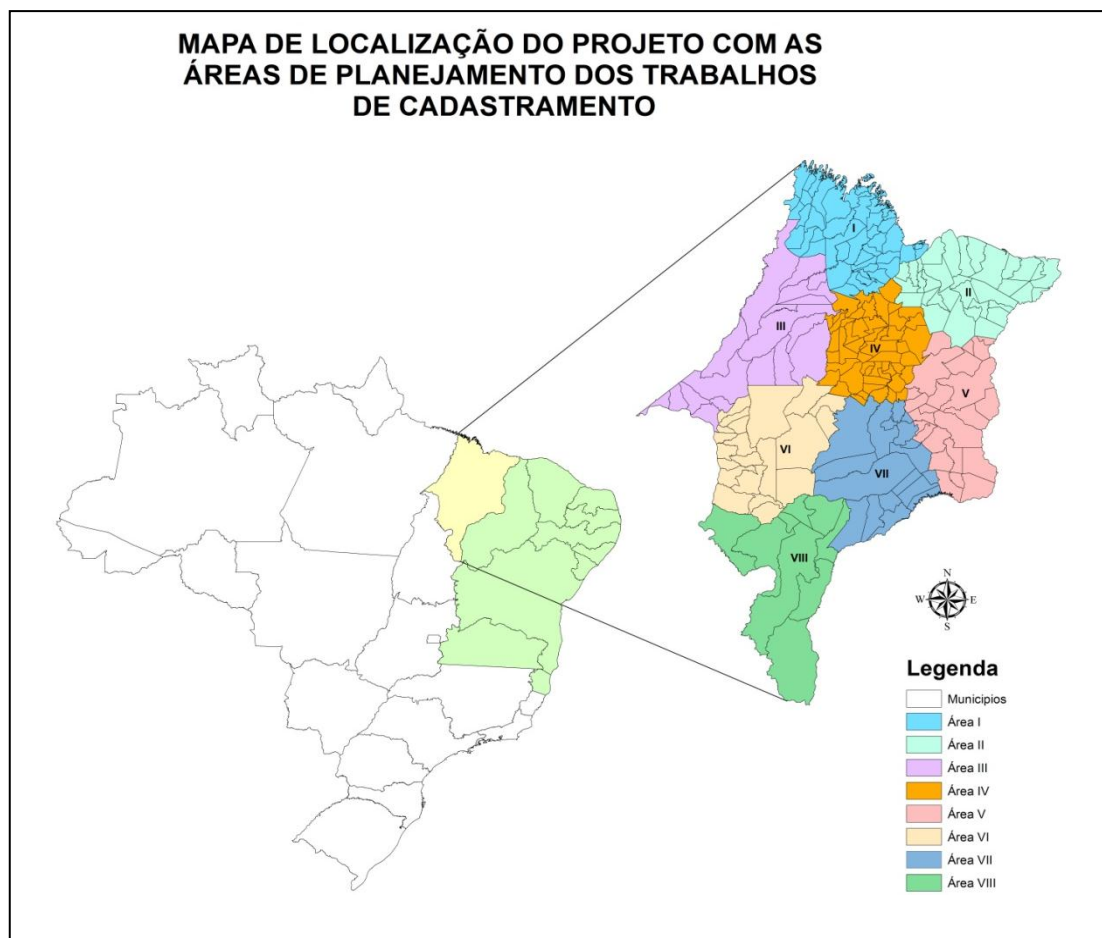 MAPA DE LOCALIZAÇÃO DO PROJETO COM AS
ÁREAS DE PLANEJAMENTO DOS TRABALHOS
DE CADASTRAMENTO
I
II
III
IV
V
VI
VII
VIII
N
W
E
S
Legenda
Municipios
Área I
Área II
Área III
Área IV
Área V
Área VI
Área VII
Área VIII